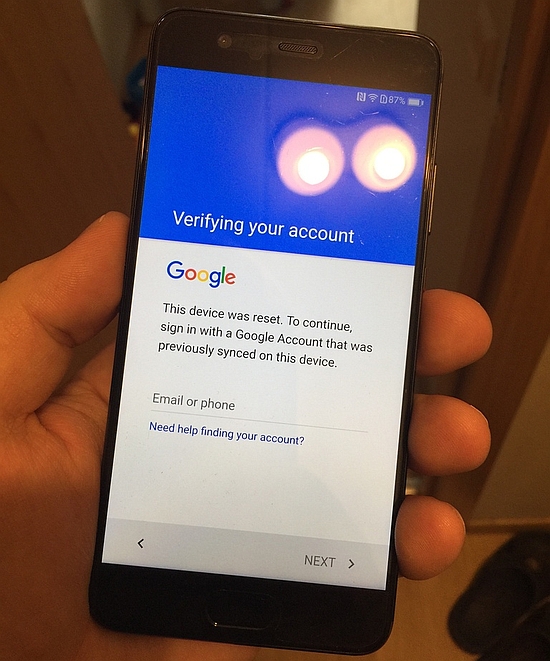 87%
Verifying your account
Google
This device was reset. To continue,
sign in with a Google Account that was
previously synced on this device.
Email or phone
Need help finding your account?
NEXT